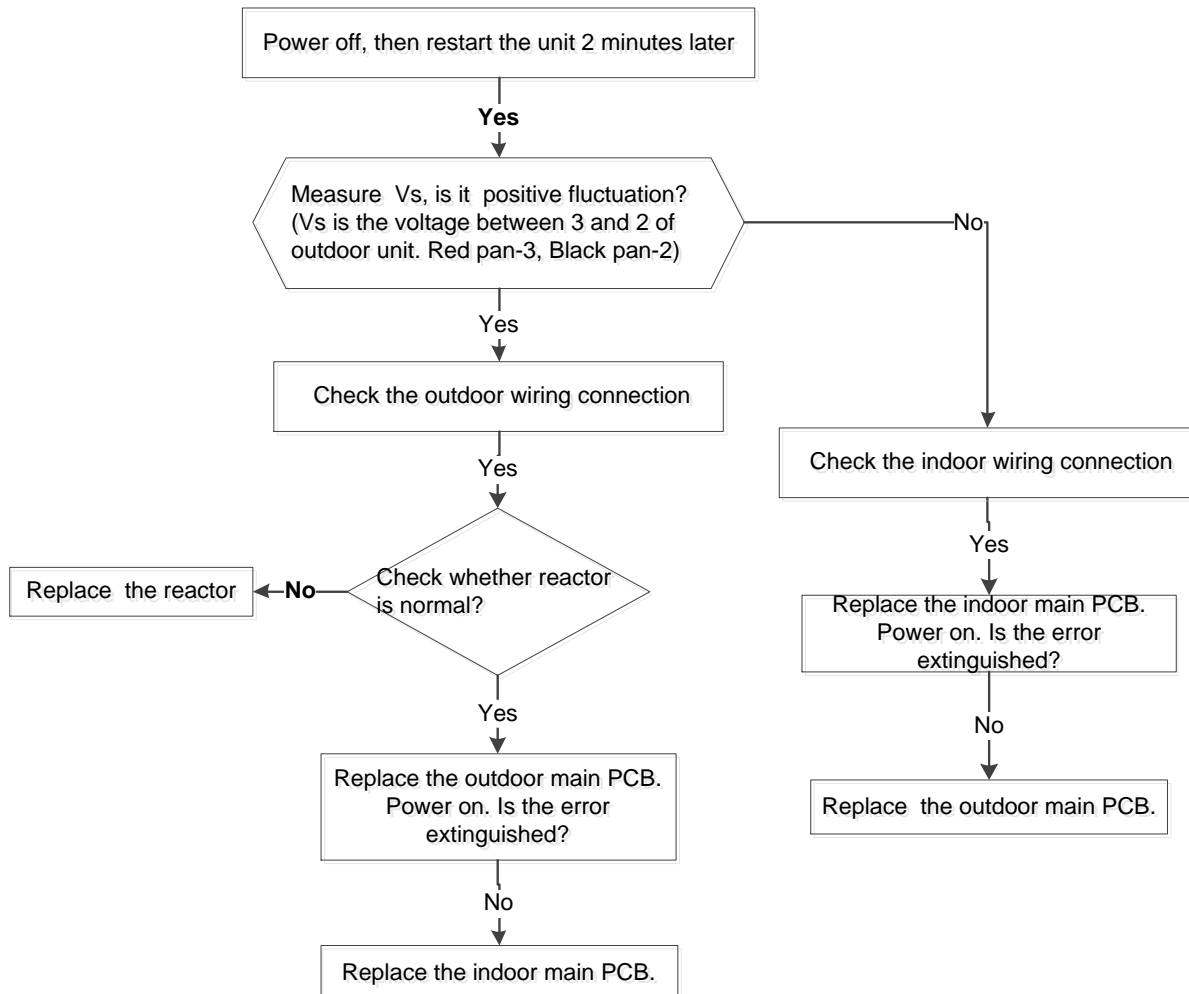 Power off, then restart the unit 2 minutes later
Yes
Measure Vs, is it positive fluctuation?
(Vs is the voltage between 3 and 2 of
outdoor unit. Red pan-3, Black pan-2)
No
Yes
Check the outdoor wiring connection
Check the indoor wiring connection
Yes
Yes
Check whether reactor
is normal?
No
Replace the reactor
Replace the indoor main PCB.
Power on. Is the error
extinguished?
Yes
No
Replace the outdoor main PCB.
Power on. Is the error
extinguished?
Replace the outdoor main PCB.
No
Replace the indoor main PCB.